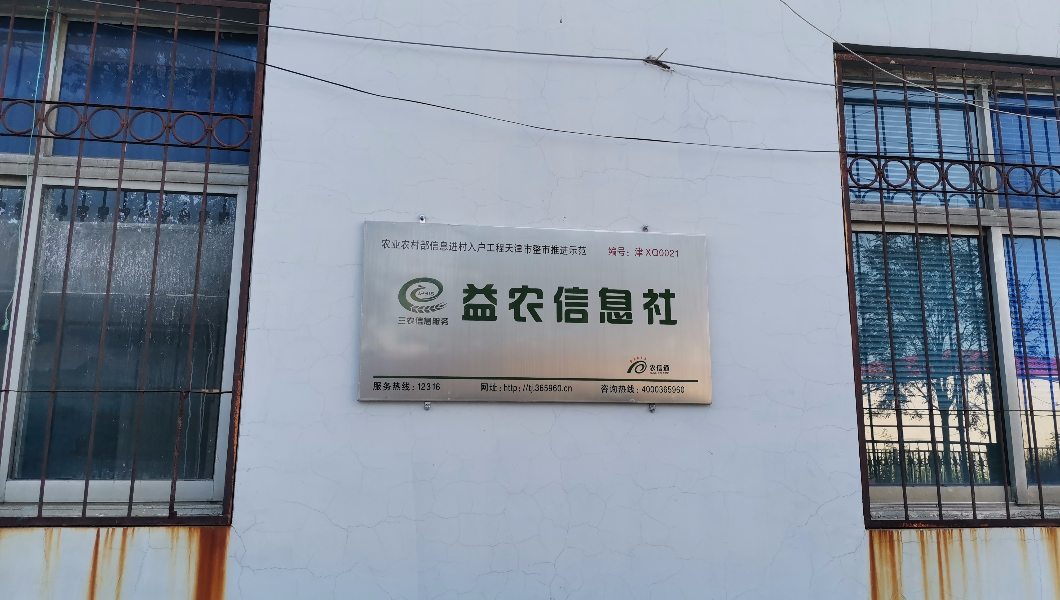 农业农村部信息进村入户工程天津市整市推进示范 编号：津XQ0021
益农信息社
三农信息服务
农信通
服务热线：12316 网址：http://tj.365960.cn 咨询热线：4000365960